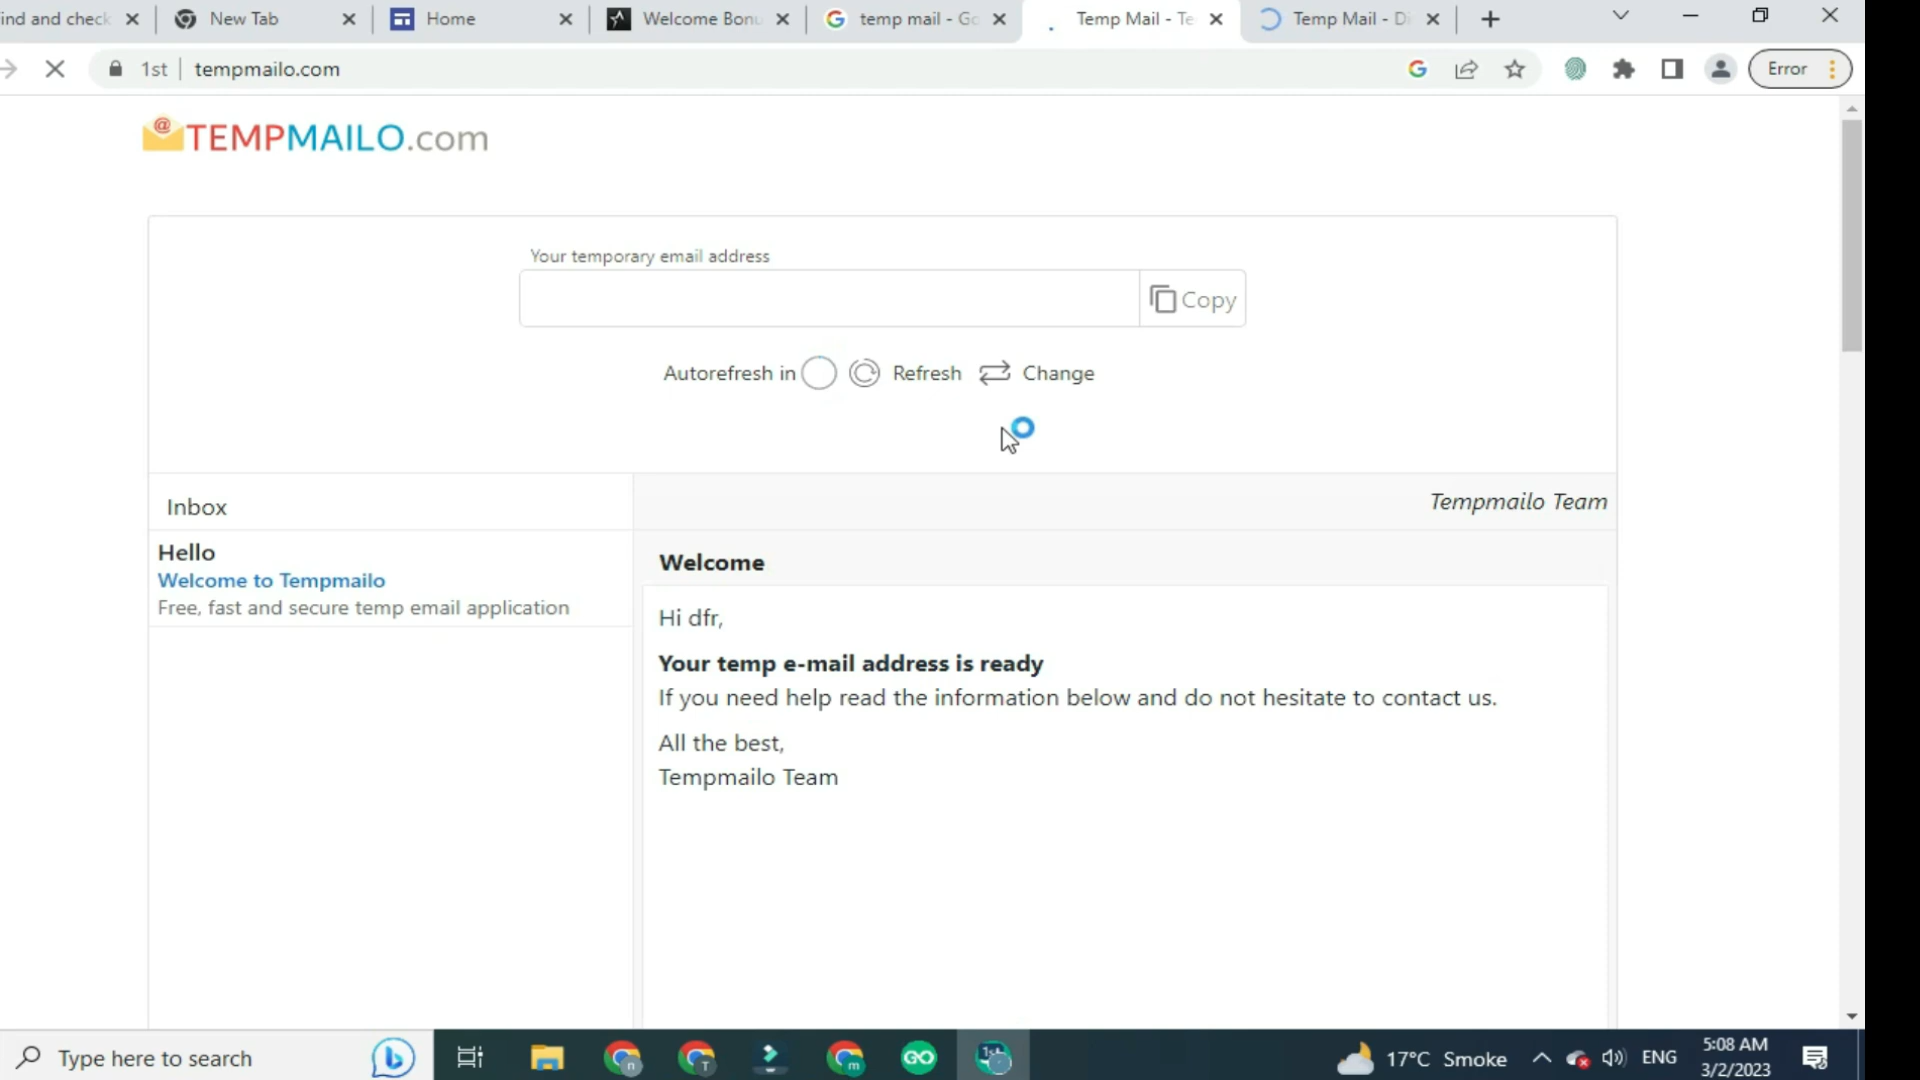 ind and check
New Tab
Home
Welcome Bonu
temp mail - Go
Temp Mail - Te
Temp Mail - Di
1st
tempmailo.com
Error
@TEMPMAILO.com
Your temporary email address
Copy
Autorefresh in
Refresh
Change
Inbox
Tempmailo Team
Hello
Welcome to Tempmailo
Free, fast and secure temp email application
Welcome
Hi dfr,
Your temp e-mail address is ready
If you need help read the information below and do not hesitate to contact us.
All the best,
Tempmailo Team
Type here to search
n
T
m
GO
1st
17°C Smoke
ENG
5:08 AM
3/2/2023